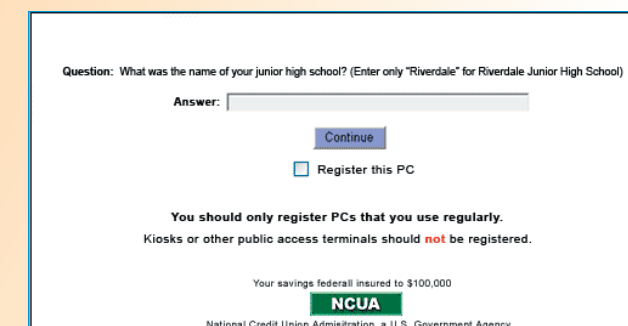 Question: What was the name of your junior high school? (Enter only "Riverdale" for Riverdale Junior High School)
Answer:
Continue
Register this PC
You should only register PCs that you use regularly.
Kiosks or other public access terminals should not be registered.
Your savings federall insured to $100,000
NCUA
National Credit Union Admisitration, a U.S. Government Agency